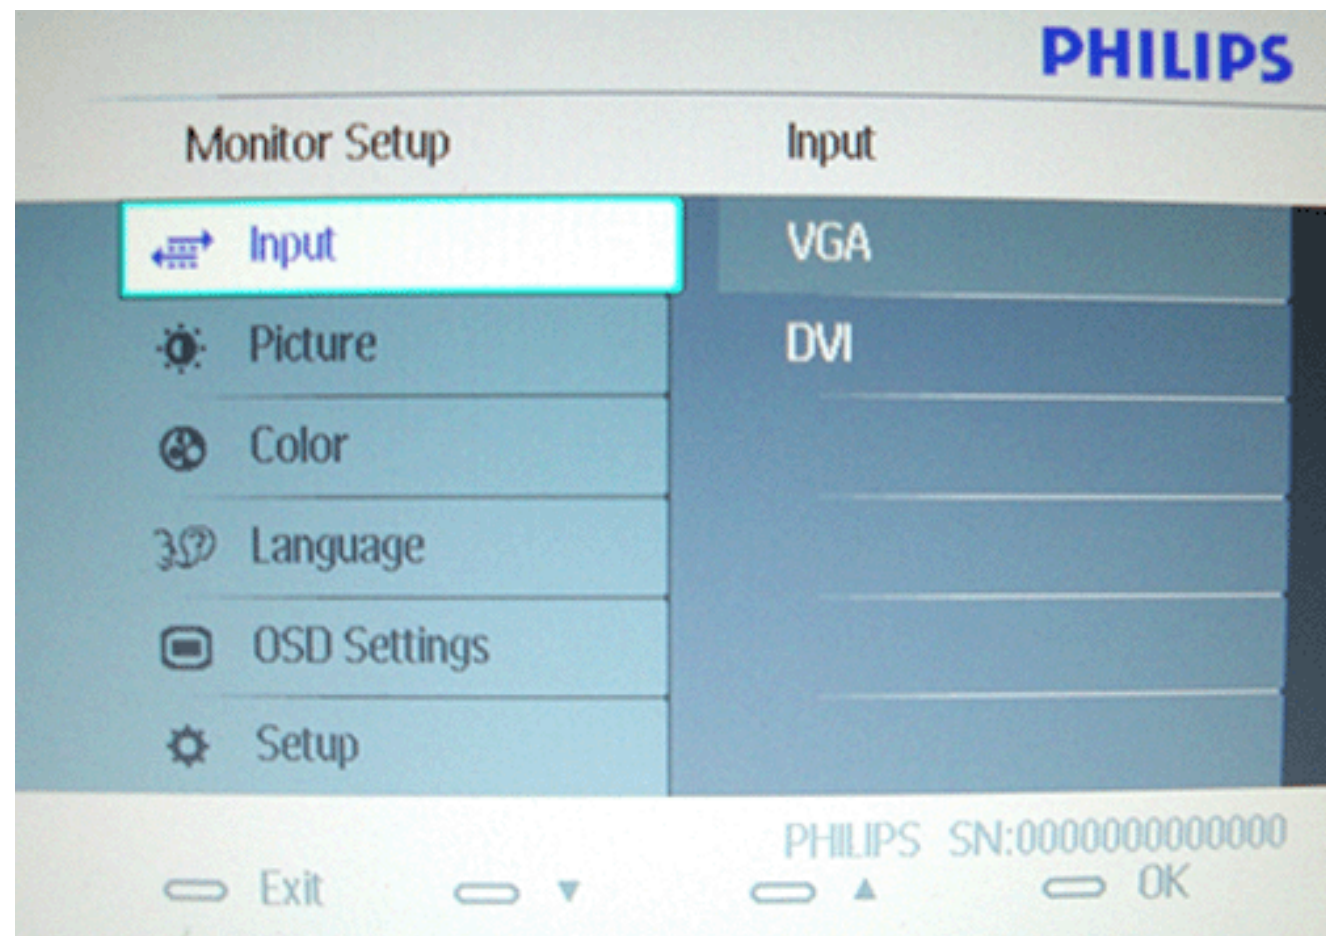 PHILIPS
Monitor Setup
Input
Input
VGA
Picture
DVI
Color
Language
OSD Settings
Setup
PHILIPS SN:0000000000000
Exit ▼ ▲ OK